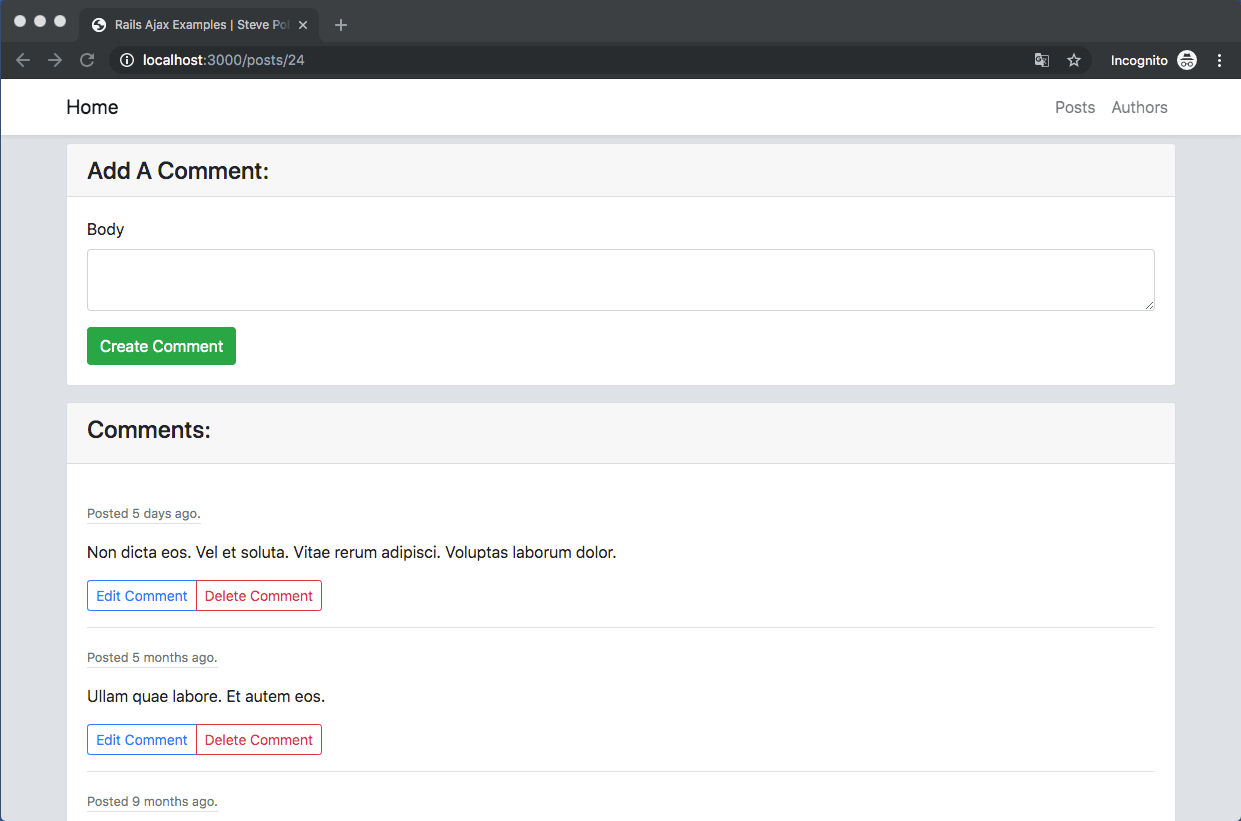 Rails Ajax Examples | Steve Pol
localhost:3000/posts/24
Incognito
Home
Posts
Authors
Add A Comment:
Body
Create Comment
Comments:
Posted 5 days ago.
Non dicta eos. Vel et soluta. Vitae rerum adipisci. Voluptas laborum dolor.
Edit Comment
Delete Comment
Posted 5 months ago.
Ullam quae labore. Et autem eos.
Edit Comment
Delete Comment
Posted 9 months ago.